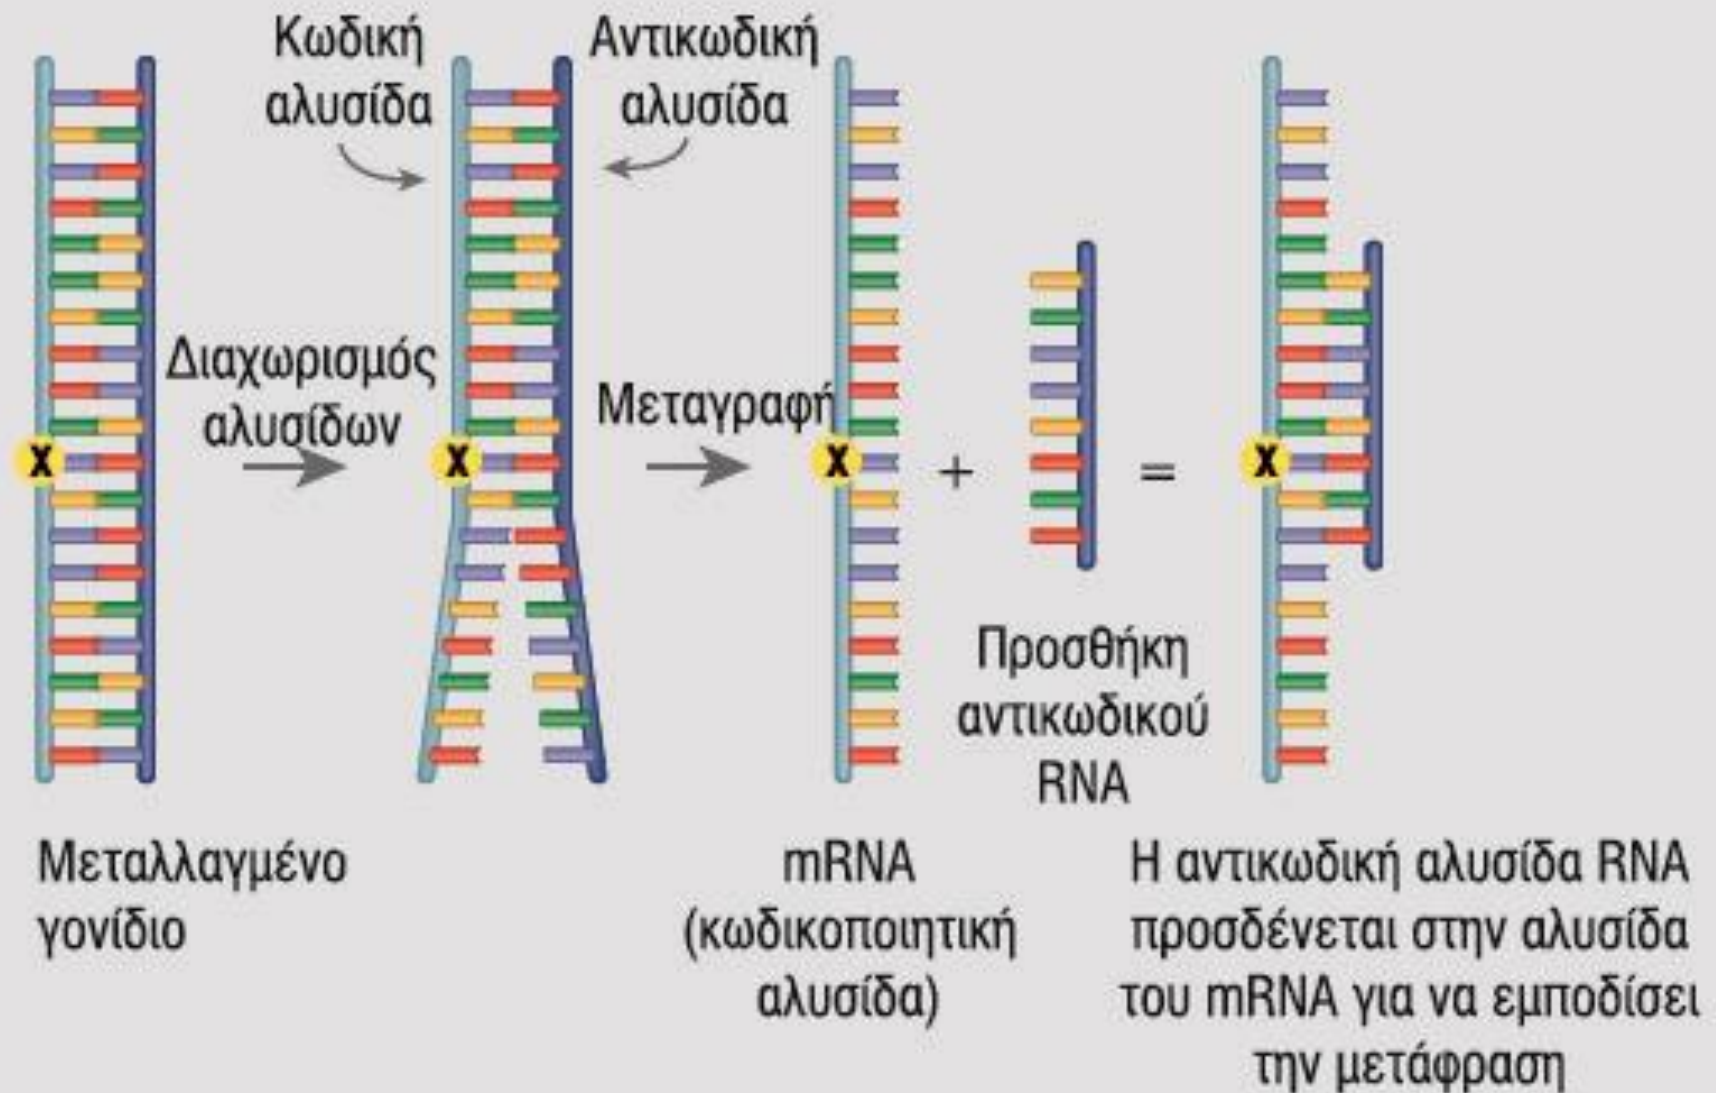 Κωδική
αλυσίδα
Αντικωδική
αλυσίδα
Διαχωρισμός
αλυσίδων
Μεταγραφή
X
X
X
+
=
X
Προσθήκη
αντικωδικού
RNA
Μεταλλαγμένο
γονίδιο
mRNA
(κωδικοποιητική
αλυσίδα)
Η αντικωδική αλυσίδα RNA
προσδένεται στην αλυσίδα
του mRNA για να εμποδίσει
την μετάφραση